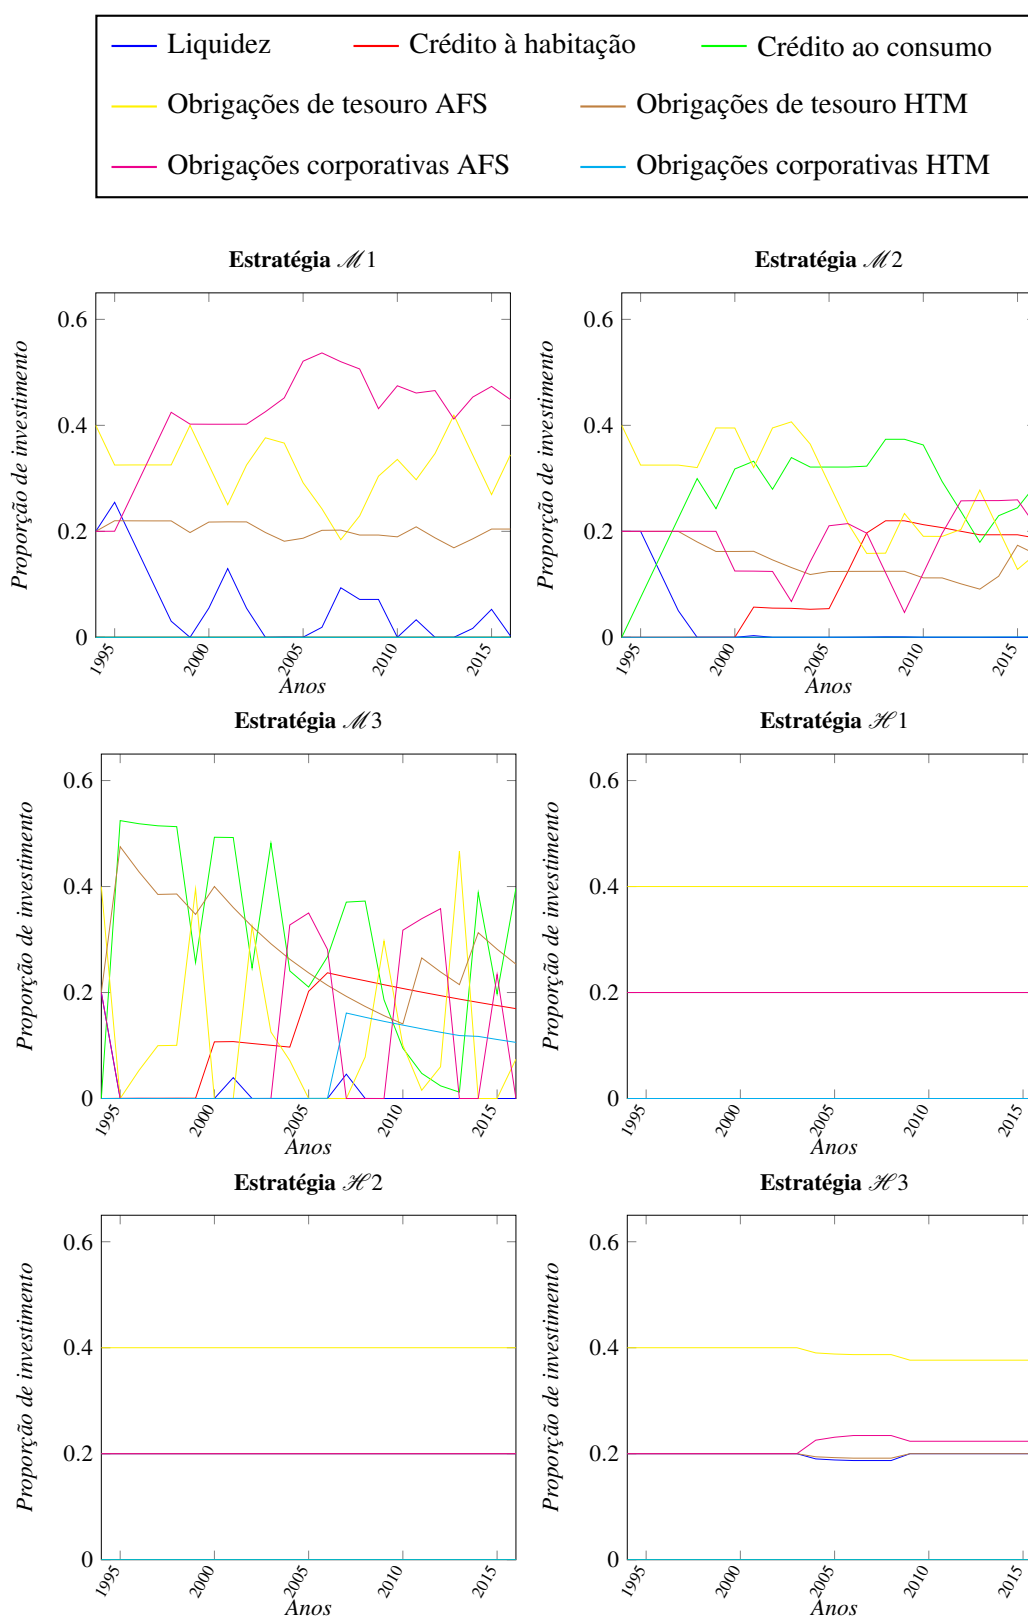 Liquidez Crédito à habitação Crédito ao consumo
Obrigações de tesouro AFS Obrigações de tesouro HTM
Obrigações corporativas AFS Obrigações corporativas HTM
Estratégia ℳ1
0.6
0.4
0.2
0
Proporção de investimento
1995 2000 2005 2010 2015
Anos
Estratégia ℳ2
0.6
0.4
0.2
0
Proporção de investimento
1995 2000 2005 2010 2015
Anos
Estratégia ℳ3
0.6
0.4
0.2
0
Proporção de investimento
1995 2000 2005 2010 2015
Anos
Estratégia ℋ1
0.6
0.4
0.2
0
Proporção de investimento
1995 2000 2005 2010 2015
Anos
Estratégia ℋ2
0.6
0.4
0.2
0
Proporção de investimento
1995 2000 2005 2010 2015
Anos
Estratégia ℋ3
0.6
0.4
0.2
0
Proporção de investimento
1995 2000 2005 2010 2015
Anos